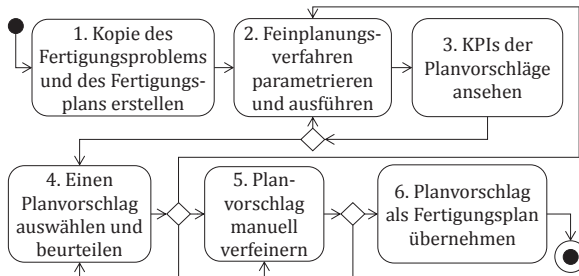 1. Kopie des
Fertigungsproblems
und des Fertigungs-
plans erstellen
2. Feinplanungs-
verfahren
parametrieren
und ausführen
3. KPIs der
Planvorschläge
ansehen
4. Einen
Planvorschlag
auswählen und
beurteilen
5. Plan-
vorschlag
manuell
verfeinern
6. Planvorschlag
als Fertigungsplan
übernehmen